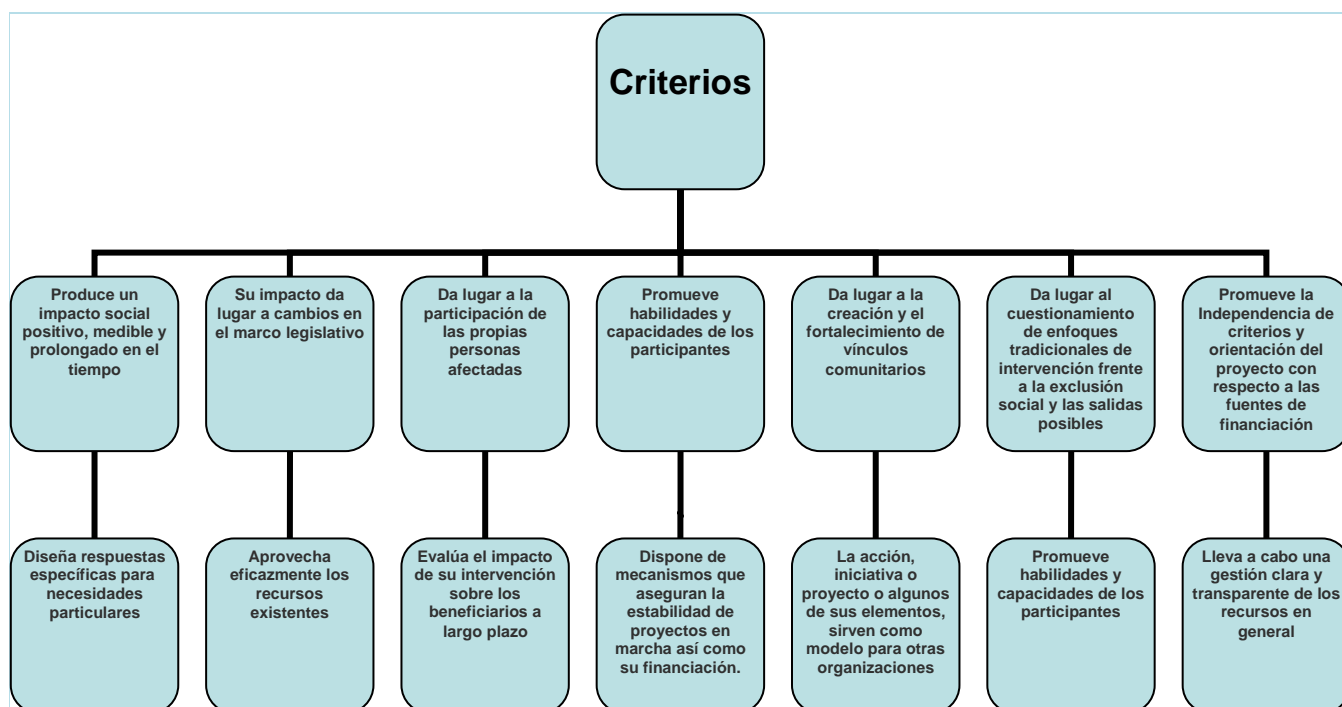 Criterios
Produce un
impacto social
positivo, medible y
prolongado en el
tiempo
Su impacto da
lugar a cambios en
el marco legislativo
Da lugar a la
participación de
las propias
personas
afectadas
Promueve
habilidades y
capacidades de los
participantes
Da lugar a la
creación y el
fortalecimiento de
vínculos
comunitarios
Da lugar al
cuestionamiento
de enfoques
tradicionales de
intervención frente
a la exclusión
social y las salidas
posibles
Promueve la
Independencia de
criterios y
orientación del
proyecto con
respecto a las
fuentes de
financiación
Diseña respuestas
específicas para
necesidades
particulares
Aprovecha
eficazmente los
recursos
existentes
Evalúa el impacto
de su intervención
sobre los
beneficiarios a
largo plazo
Dispone de
mecanismos que
aseguran la
estabilidad de
proyectos en
marcha así como
su financiación.
La acción,
iniciativa o
proyecto o algunos
de sus elementos,
sirven como
modelo para otras
organizaciones
Promueve
habilidades y
capacidades de los
participantes
Lleva a cabo una
gestión clara y
transparente de los
recursos en
general